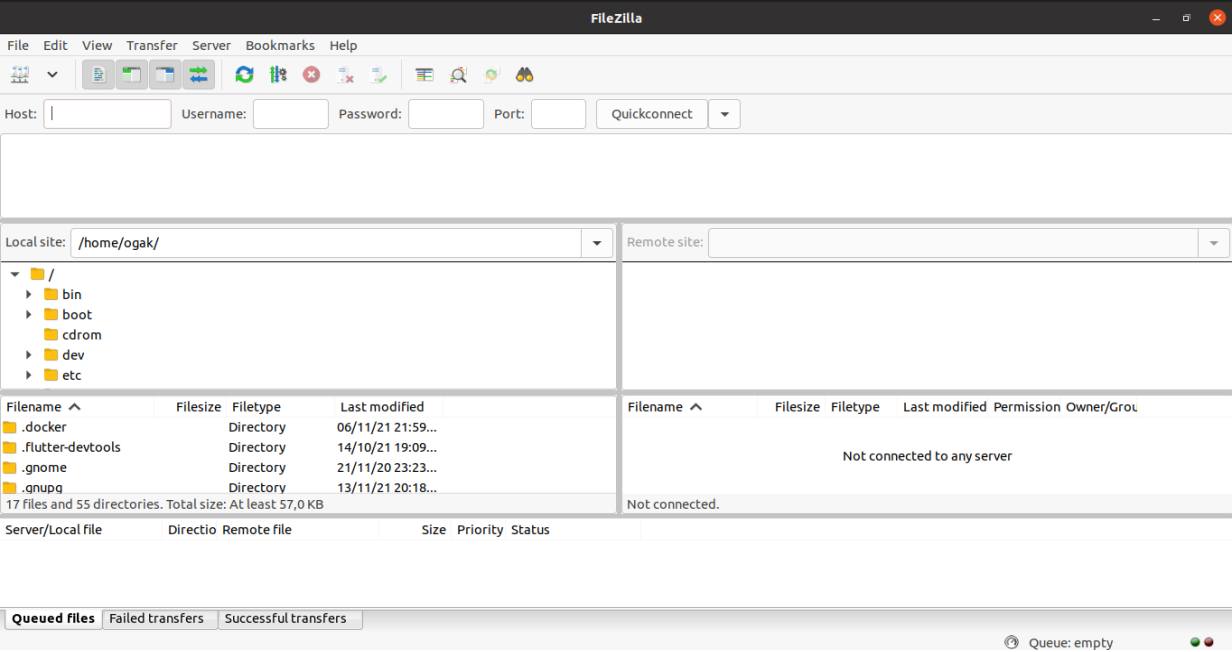 FileZilla
File Edit View Transfer Server Bookmarks Help
Host: Username: Password: Port: Quickconnect
Local site: /home/ogak/
Remote site:
/
bin
boot
cdrom
dev
etc
Filename Filesize Filetype Last modified
.docker Directory 06/11/21 21:59...
.flutter-devtools Directory 14/10/21 19:09...
.gnome Directory 21/11/20 23:23...
.gnupg Directory 13/11/21 20:18...
17 files and 55 directories. Total size: At least 57,0 KB
Filename Filesize Filetype Last modified Permission Owner/Grou
Not connected to any server
Not connected.
Server/Local file Directio Remote file Size Priority Status
Queued files Failed transfers Successful transfers
Queue: empty